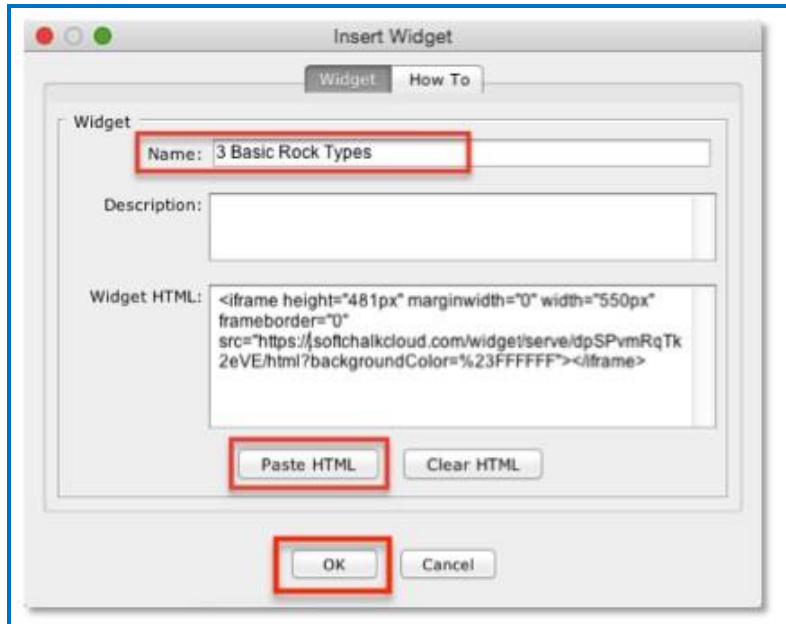 Insert Widget
Widget How To
Widget
Name: 3 Basic Rock Types
Description:
Widget HTML: <iframe height="481px" marginwidth="0" width="550px"
frameborder="0"
src="https://softchalkcloud.com/widget/serve/dpSPvmRqTk
2eVE/html?backgroundColor=%23FFFFFF"></iframe>
Paste HTML Clear HTML
OK Cancel